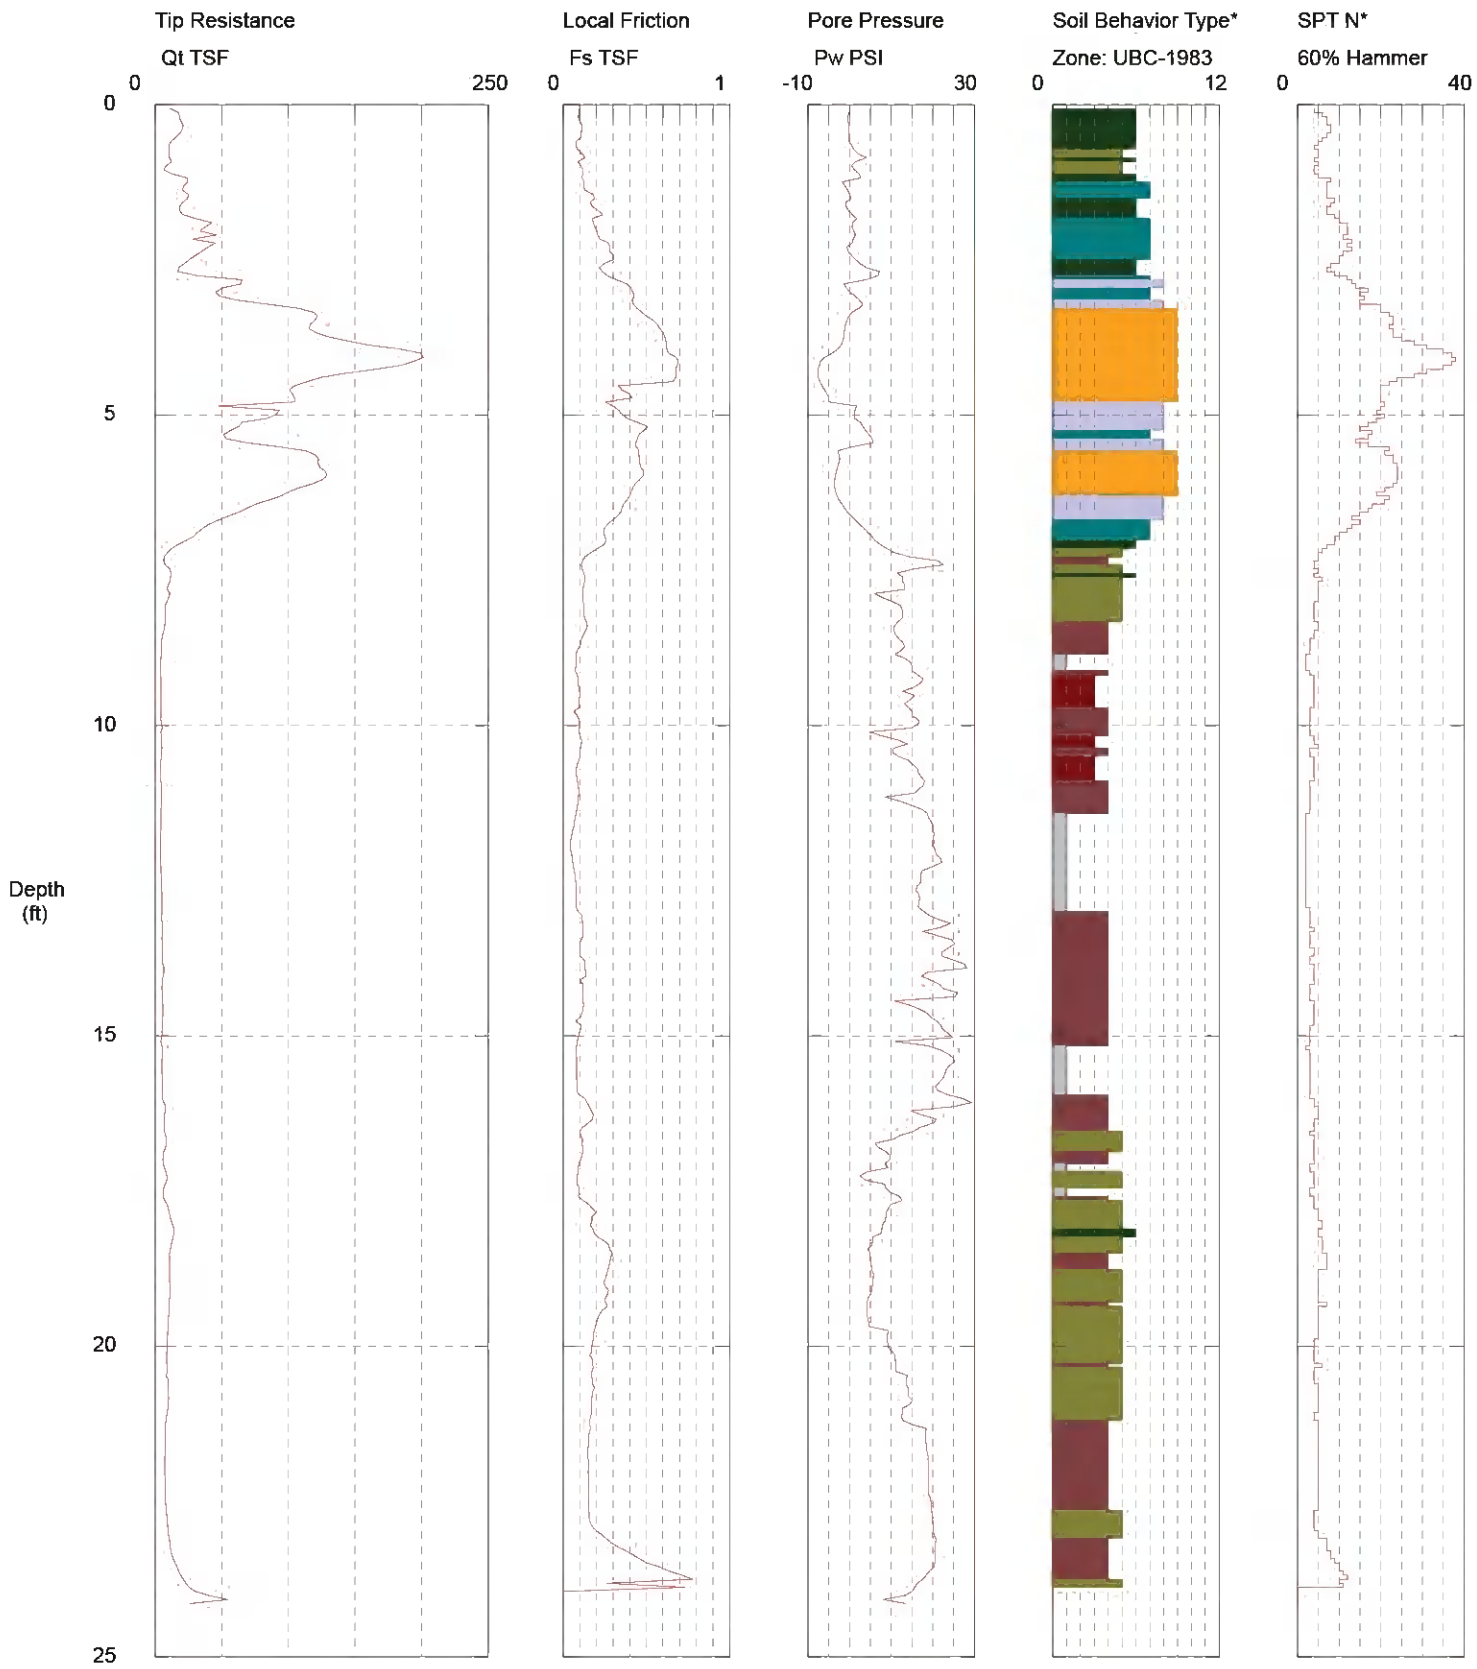 Tip Resistance Local Friction Pore Pressure Soil Behavior Type* SPT N*
Qt TSF Fs TSF Pw PSI Zone: UBC-1983 60% Hammer
0 250 0 1 -10 30 0 12 0 40
0
5
10
Depth
(ft)
15
20
25